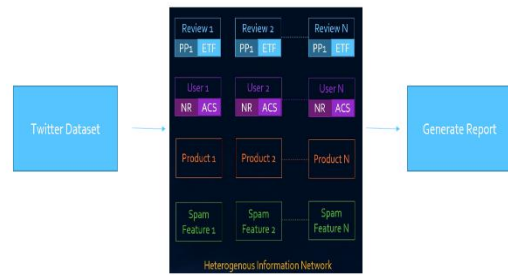 Twitter Dataset
Review 1 Review 2 Review N
PP1 ETF PP1 ETF PP1 ETF
User 1 User 2 User N
NR ACS NR ACS NR ACS
Product 1 Product 2 Product N
Spam Spam Spam
Feature 1 Feature 2 Feature N
Heterogenous Information Network
Generate Report